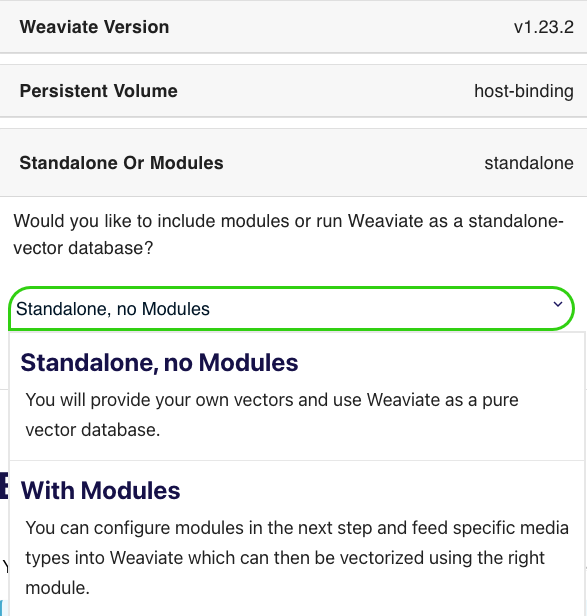 Weaviate Version v1.23.2
Persistent Volume host-binding
Standalone Or Modules standalone
Would you like to include modules or run Weaviate as a standalone-
vector database?
Standalone, no Modules
Standalone, no Modules
You will provide your own vectors and use Weaviate as a pure
vector database.
With Modules
You can configure modules in the next step and feed specific media
types into Weaviate which can then be vectorized using the right
module.